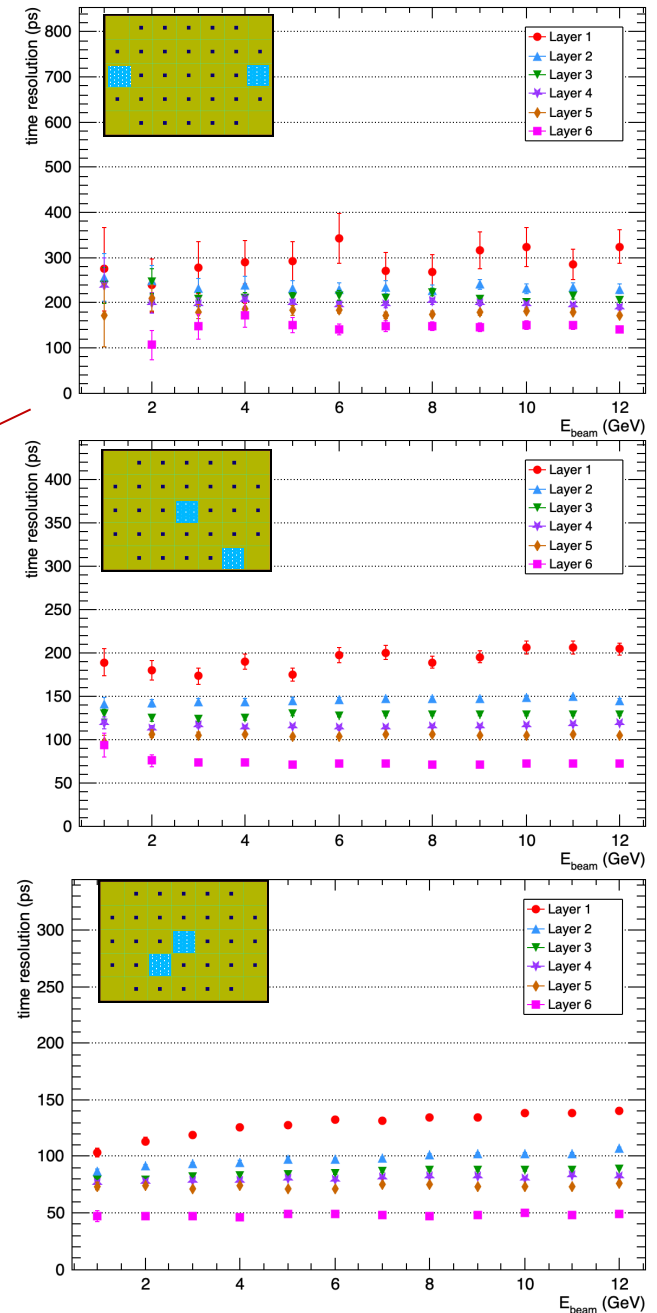 time resolution (ps)
800
700
600
500
400
300
200
100
0
Layer 1
Layer 2
Layer 3
Layer 4
Layer 5
Layer 6
2 4 6 8 10 12
E_beam (GeV)
time resolution (ps)
400
350
300
250
200
150
100
50
0
Layer 1
Layer 2
Layer 3
Layer 4
Layer 5
Layer 6
2 4 6 8 10 12
E_beam (GeV)
time resolution (ps)
300
250
200
150
100
50
0
Layer 1
Layer 2
Layer 3
Layer 4
Layer 5
Layer 6
2 4 6 8 10 12
E_beam (GeV)